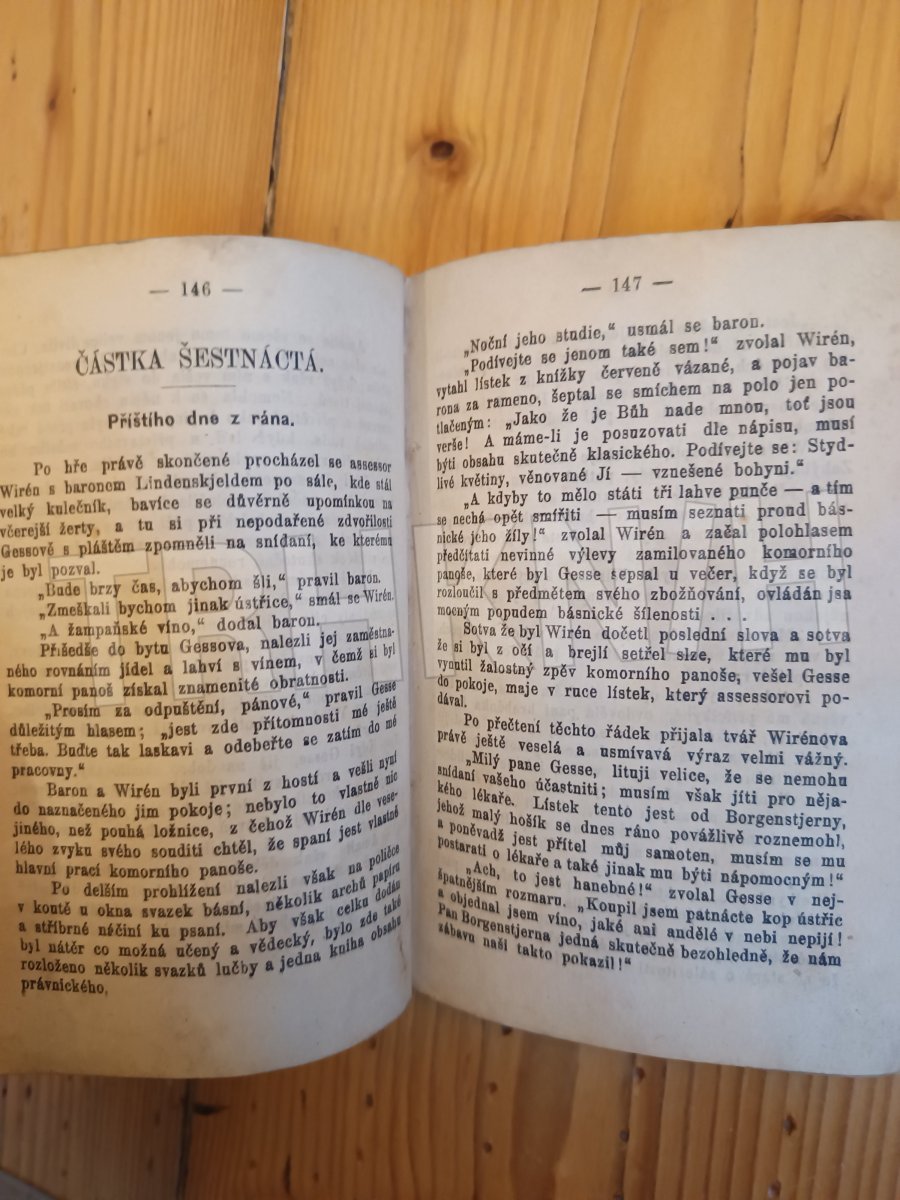 — 146 —
ČÁSTKA ŠESTNÁCTÁ.
Příštího dne z rána.
Po hře právě skončené procházel se assessor
Wirén s baronem Lindenskjeldem po sále, kde stál
velký kulečník, bavíce se důvěrně upomínkou na
včerejší žerty, a tu si při nepodařené zdvořilosti
Gessově s pláštěm zpomněli na snídaní, ke kterému
je byl pozval.
„Bude brzy čas, abychom šli,“ pravil baron.
„Zmeškali bychom jinak ústřice,“ smál se Wirén.
„A žampaňské víno,“ dodal baron.
Přišedše do bytu Gessova, nalezli jej zaměstna-
ného rovnáním jídel a lahví s vínem, v čemž si byl
komorní panoš získal znamenité obratnosti.
„Prosím za odpuštění, pánové,“ pravil Gesse
důležitým hlasem; „jest zde přítomnosti mé ještě
třeba. Buďte tak laskavi a odebeřte se zatím do mé
pracovny.“
Baron a Wirén byli první z hostí a vešli nyní
do naznačeného jim pokoje; nebylo to vlastně nic
jiného, než pouhá ložnice, z čehož Wirén dle vese-
lého zvyku svého souditi chtěl, že spaní jest vlastně
hlavní prací komorního panoše.
Po delším prohlížení nalezli však na poličce
v koutě u okna svazek básní, několik archů papíru
a stříbrné náčiní ku psaní. Aby však celku dodán
byl nátěr co možná učený a vědecký, bylo zde také
rozloženo několik svazků lučby a jedna kniha obsahu
právnického.
— 147 —
„Noční jeho studie,“ usmál se baron.
„Podívejte se jenom také sem!“ zvolal Wirén,
vytahl lístek z knížky červeně vázané, a pojav ba-
rona za rameno, šeptal se smíchem na polo jen po-
tlačeným: „Jako že je Bůh nade mnou, toť jsou
verše! A máme-li je posuzovati dle nápisu, musí
býti obsahu skutečně klasického. Podívejte se: Styd-
livé květiny, věnované Jí — vznešené bohyni.“
„A kdyby to mělo státi tři lahve punče — a tím
se nechá opět smířiti — musím seznati proud bás-
nické jeho žíly!“ zvolal Wirén a začal polohlasem
předčítati nevinné výlevy zamilovaného komorního
panoše, které byl Gesse sepsal u večer, když se byl
rozloučil s předmětem svého zbožňování, ovládán jsa
mocným popudem básnické šílenosti . . .
Sotva že byl Wirén dočetl poslední slova a sotva
že si byl z očí a brejlí setřel slze, které mu byl
vynutil žalostný zpěv komorního panoše, vešel Gesse
do pokoje, maje v ruce lístek, který assessorovi po-
dával.
Po přečtení těchto řádek přijala tvář Wirénova
právě ještě veselá a usmívavá výraz velmi vážný.
„Milý pane Gesse, lituji velice, že se nemohu
snídaní vašeho účastniti; musím však jíti pro něja-
kého lékaře. Lístek tento jest od Borgenstjerny,
jehož malý hošík se dnes ráno povážlivě roznemohl,
a poněvadž jest přítel můj samoten, musím se mu
postarati o lékaře a také jinak mu býti nápomocným!“
„Ach, to jest hanebné!“ zvolal Gesse v nej-
špatnějším rozmaru. „Koupil jsem patnácte kop ústřic
a objednal jsem víno, jaké ani andělé v nebi nepijí!
Pan Borgenstjerna jedná skutečně bezohledně, že nám
zábavu naši takto pokazil!“